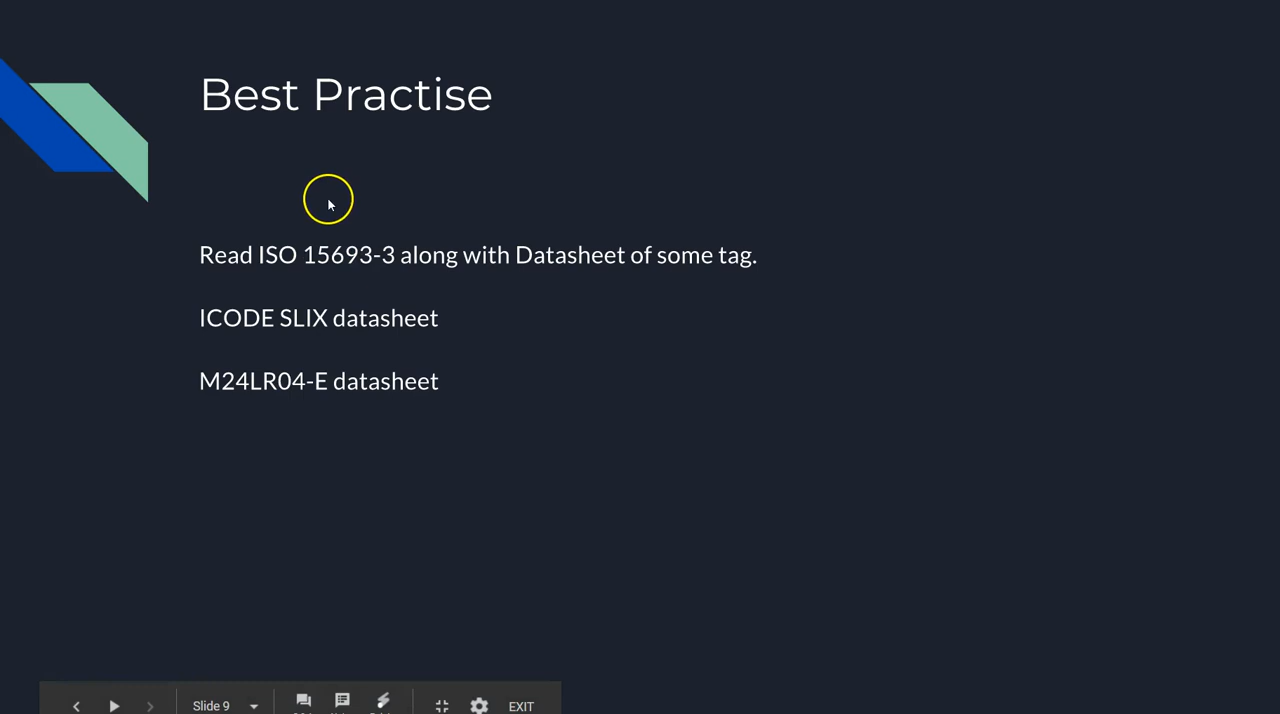 Best Practise
Read ISO 15693-3 along with Datasheet of some tag.
ICODE SLIX datasheet
M24LR04-E datasheet
Slide 9
EXIT